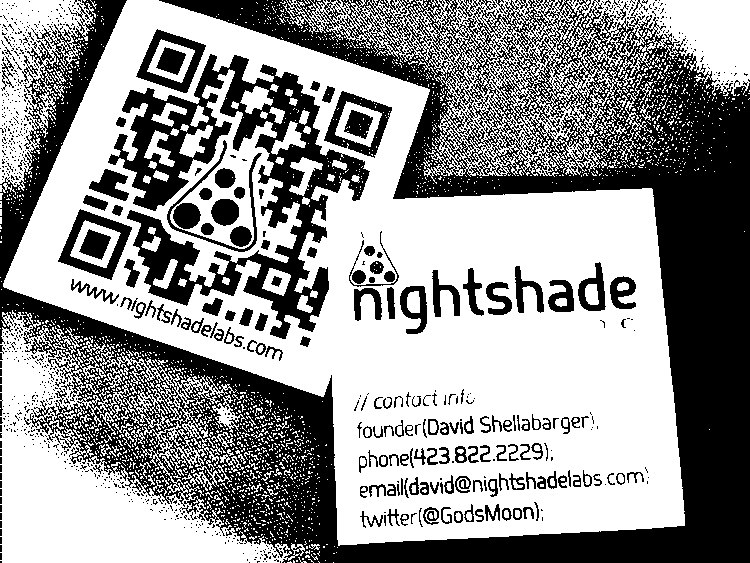 www.nightshadelabs.com
nightshade
// contact info
founder(David Shellabarger);
phone(423.822.2229);
email(david@nightshadelabs.com);
twitter(@GodsMoon);